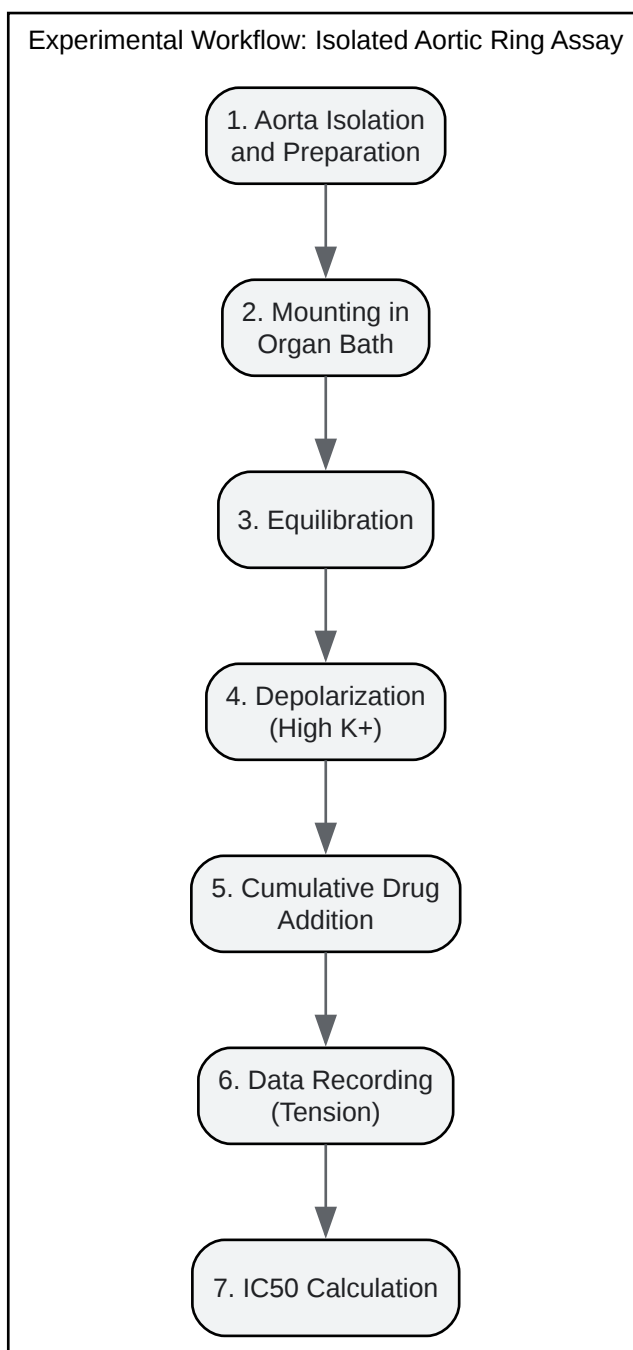 Experimental Workflow: Isolated Aortic Ring Assay
1. Aorta Isolation
and Preparation
2. Mounting in
Organ Bath
3. Equilibration
4. Depolarization
(High K+)
5. Cumulative Drug
Addition
6. Data Recording
(Tension)
7. IC50 Calculation